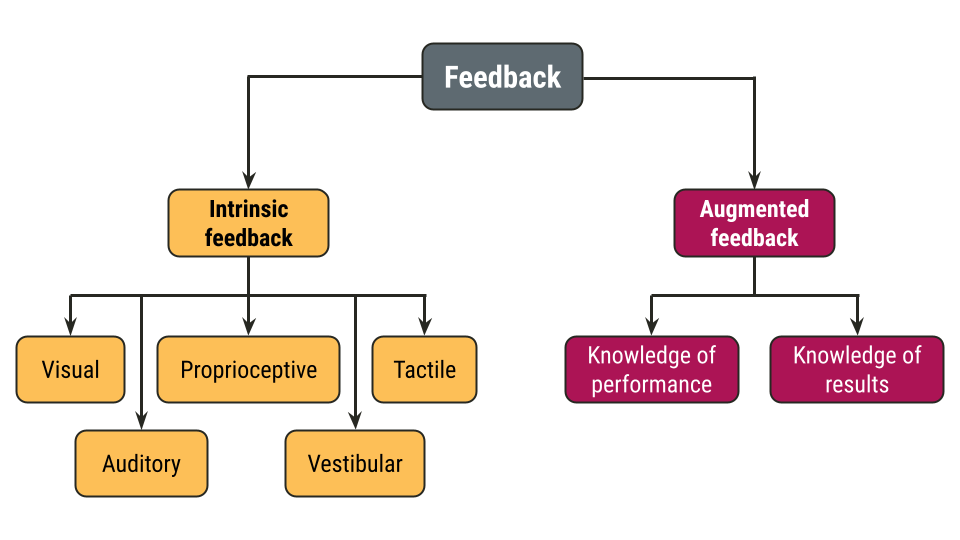 Feedback
Intrinsic
feedback
Augmented
feedback
Visual
Proprioceptive
Tactile
Knowledge of
performance
Knowledge of
results
Auditory
Vestibular